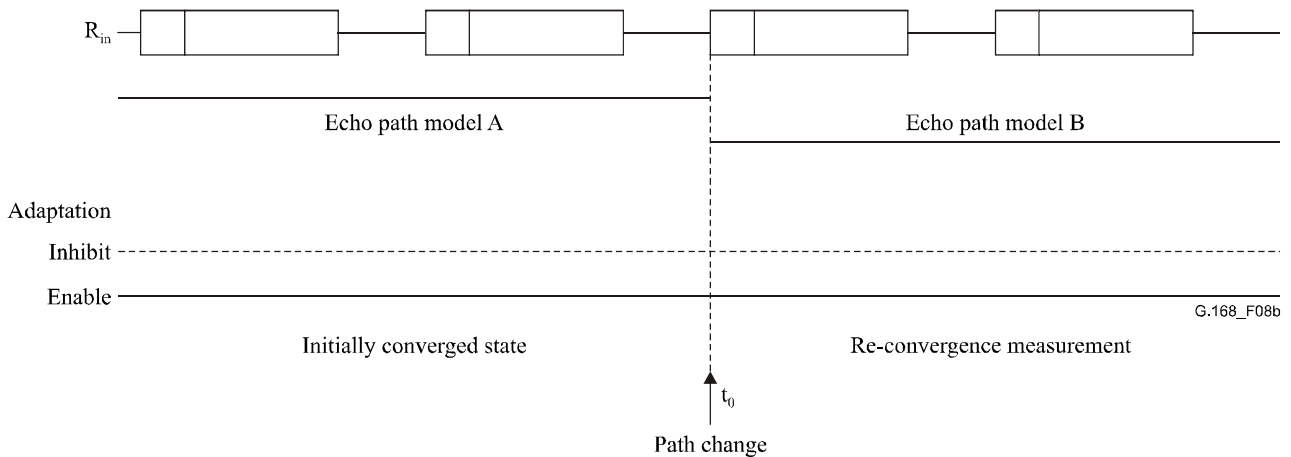 R_in
Echo path model A
Echo path model B
Adaptation
Inhibit
Enable
G.168_F08b
Initially converged state
Re-convergence measurement
t_0
Path change